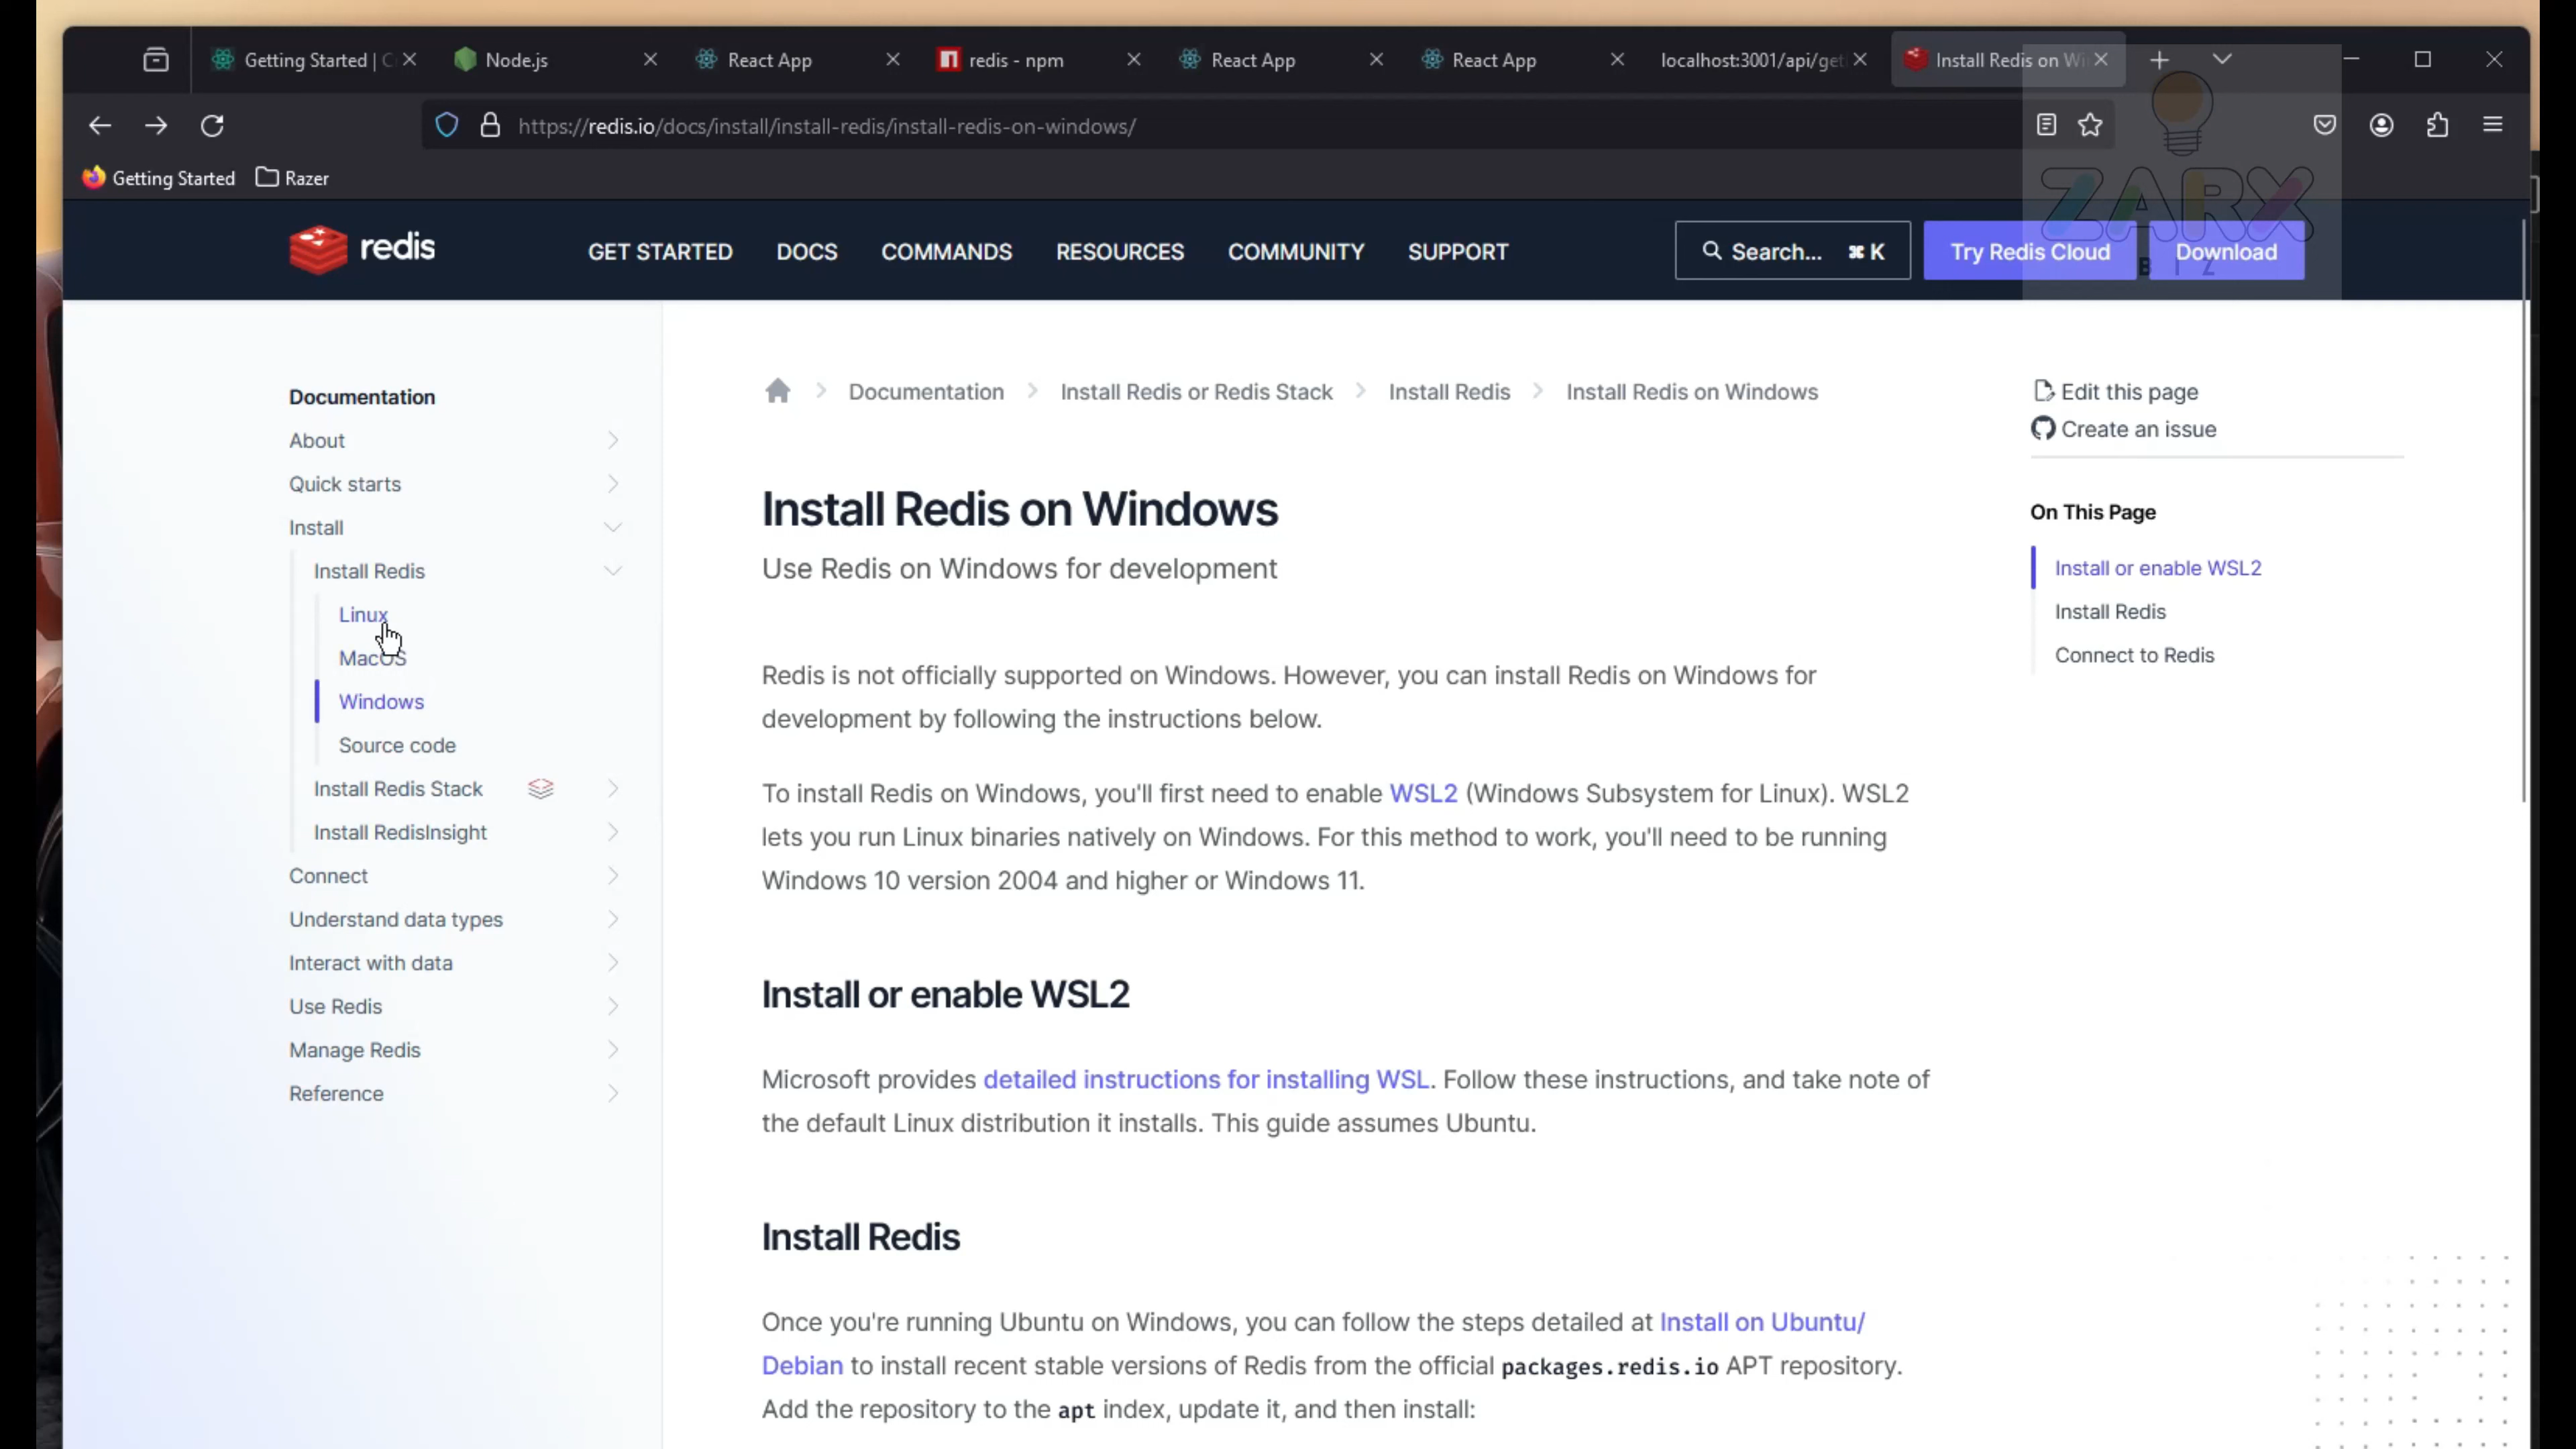 Getting Started | C
Node.js
React App
redis - npm
React App
React App
localhost:3001/api/get
Install Redis on Wi
https://redis.io/docs/install/install-redis/install-redis-on-windows/
Getting Started
Razer
ZARX
BIZ
redis
GET STARTED
DOCS
COMMANDS
RESOURCES
COMMUNITY
SUPPORT
Search... ⌘ K
Try Redis Cloud
Download
Documentation
About
Quick starts
Install
Install Redis
Linux
MacOS
Windows
Source code
Install Redis Stack
Install RedisInsight
Connect
Understand data types
Interact with data
Use Redis
Manage Redis
Reference
Documentation
Install Redis or Redis Stack
Install Redis
Install Redis on Windows
Install Redis on Windows
Use Redis on Windows for development
Redis is not officially supported on Windows. However, you can install Redis on Windows for
development by following the instructions below.
To install Redis on Windows, you'll first need to enable WSL2 (Windows Subsystem for Linux). WSL2
lets you run Linux binaries natively on Windows. For this method to work, you'll need to be running
Windows 10 version 2004 and higher or Windows 11.
Install or enable WSL2
Microsoft provides detailed instructions for installing WSL. Follow these instructions, and take note of
the default Linux distribution it installs. This guide assumes Ubuntu.
Install Redis
Once you're running Ubuntu on Windows, you can follow the steps detailed at Install on Ubuntu/
Debian to install recent stable versions of Redis from the official packages.redis.io APT repository.
Add the repository to the apt index, update it, and then install:
Edit this page
Create an issue
On This Page
Install or enable WSL2
Install Redis
Connect to Redis